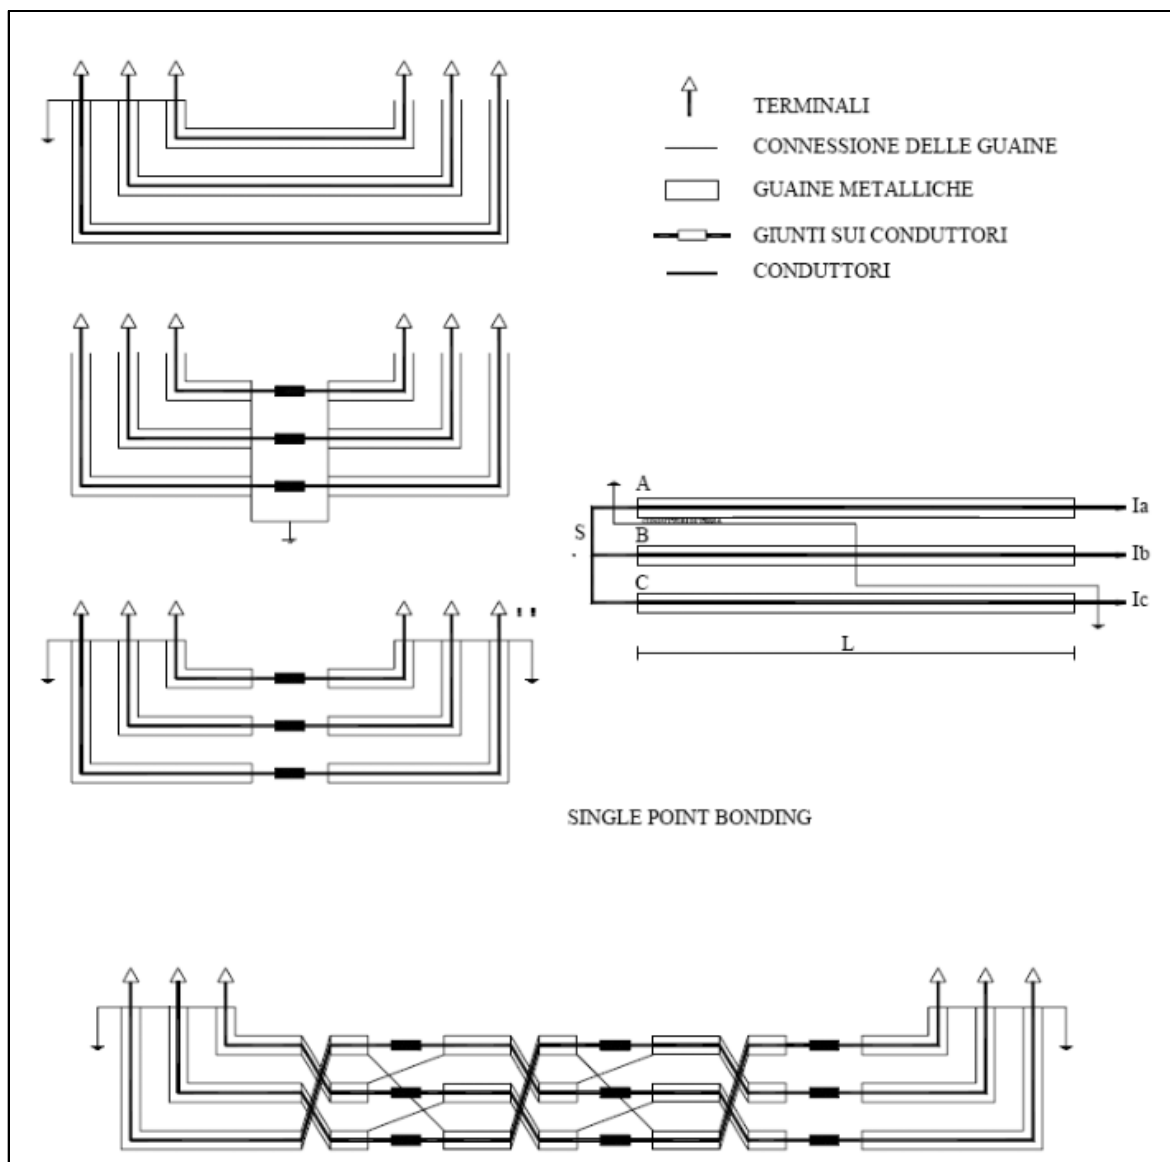 TERMINALI
CONNESSIONE DELLE GUAINE
GUAINE METALLICHE
GIUNTI SUI CONDUTTORI
CONDUTTORI
A
Ia
S
B
Ib
C
Ic
L
SINGLE POINT BONDING